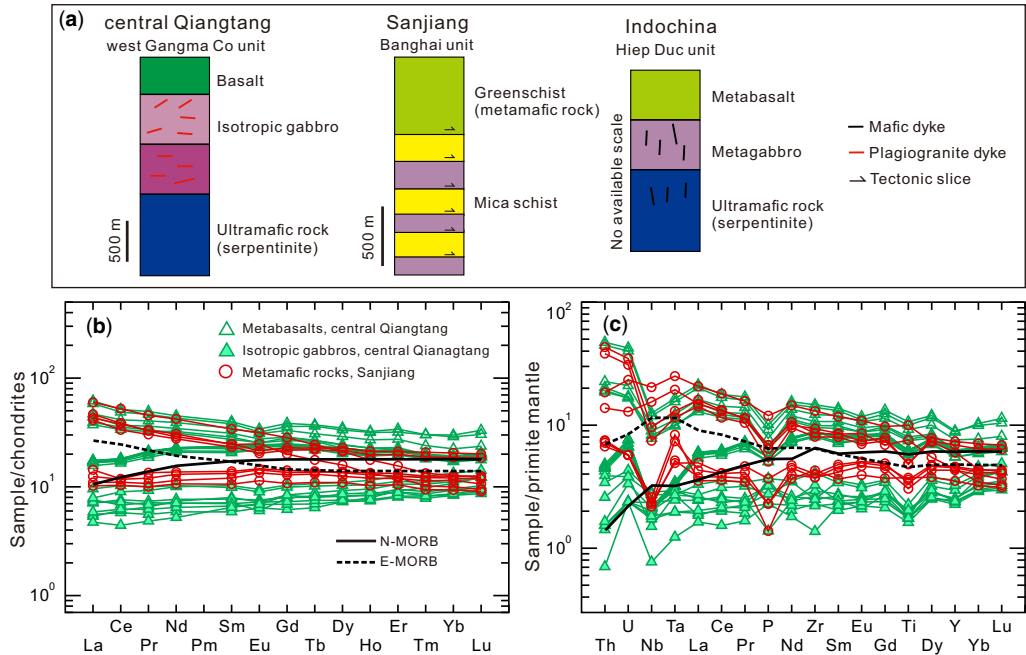 (a)
central Qiangtang
west Gangma Co unit
Basalt
Isotropic gabbro
Ultramafic rock
(serpentinite)
500 m
Sanjiang
Banghai unit
Greenschist
(metamafic rock)
Mica schist
500 m
Indochina
Hiep Duc unit
No available scale
Metabasalt
Metagabbro
Ultramafic rock
(serpentinite)
Mafic dyke
Plagiogranite dyke
Tectonic slice
(b)
Metabasalts, central Qiangtang
Isotropic gabbros, central Qianagtang
Metamafic rocks, Sanjiang
Sample/chondrites
10²
10¹
10⁰
N-MORB
E-MORB
Ce Nd Sm Gd Dy Er Yb
La Pr Pm Eu Tb Ho Tm Lu
(c)
Sample/primitive mantle
10²
10¹
10⁰
U Ta Ce P Zr Eu Ti Y Lu
Th Nb La Pr Nd Sm Gd Dy Yb